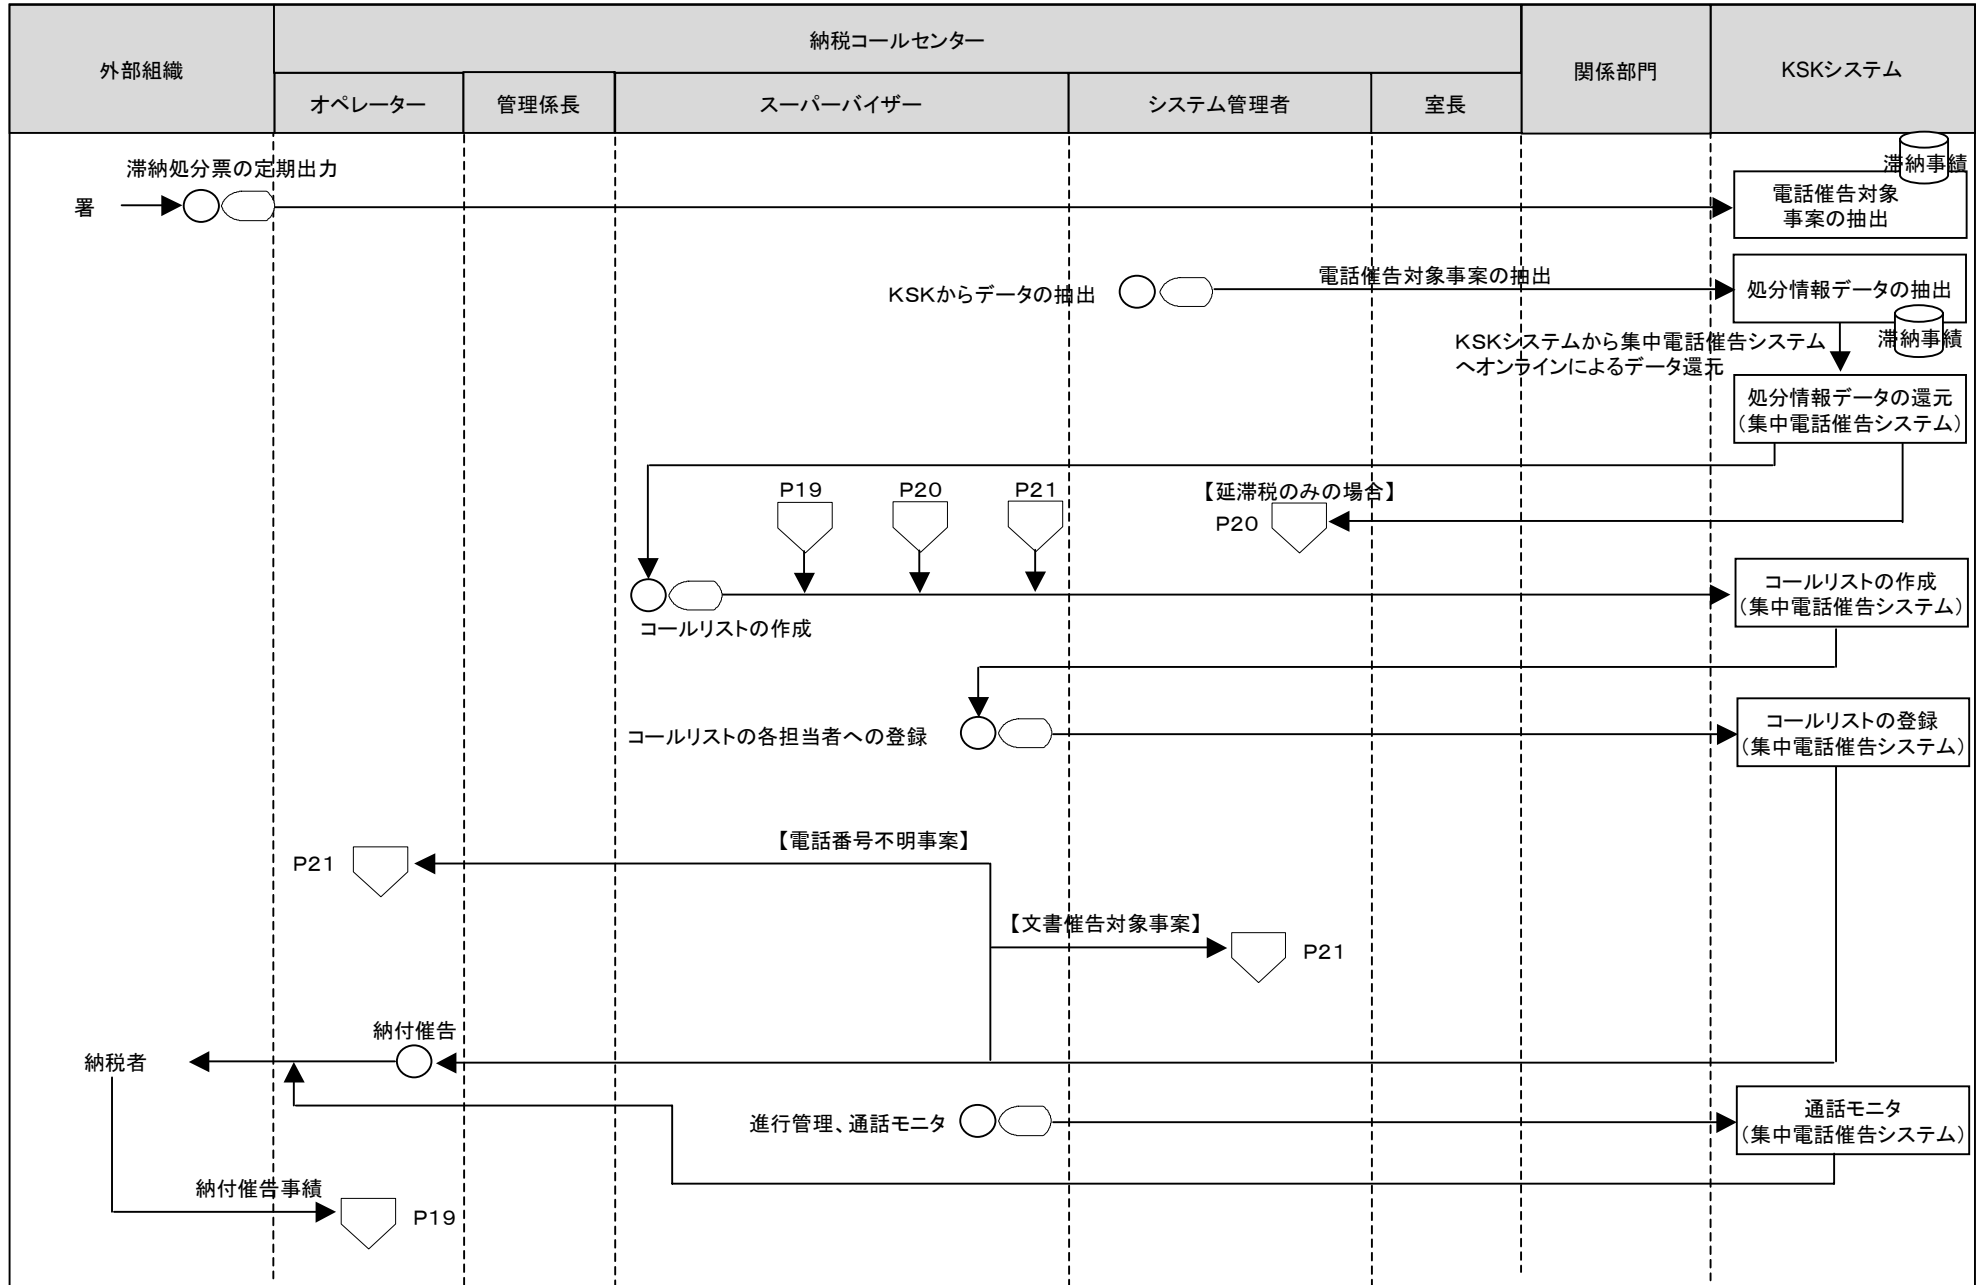 外部組織
納税コールセンター
関係部門
KSKシステム
オペレーター
管理係長
スーパーバイザー
システム管理者
室長
滞納処分票の定期出力
署
滞納事績
電話催告対象
事案の抽出
KSKからデータの抽出
電話催告対象事案の抽出
処分情報データの抽出
滞納事績
KSKシステムから集中電話催告システム
へオンラインによるデータ還元
処分情報データの還元
(集中電話催告システム)
P19
P20
P21
【延滞税のみの場合】
P20
コールリストの作成
コールリストの作成
(集中電話催告システム)
コールリストの各担当者への登録
コールリストの登録
(集中電話催告システム)
【電話番号不明事案】
P21
【文書催告対象事案】
P21
納付催告
納税者
進行管理、通話モニタ
通話モニタ
(集中電話催告システム)
納付催告事績
P19